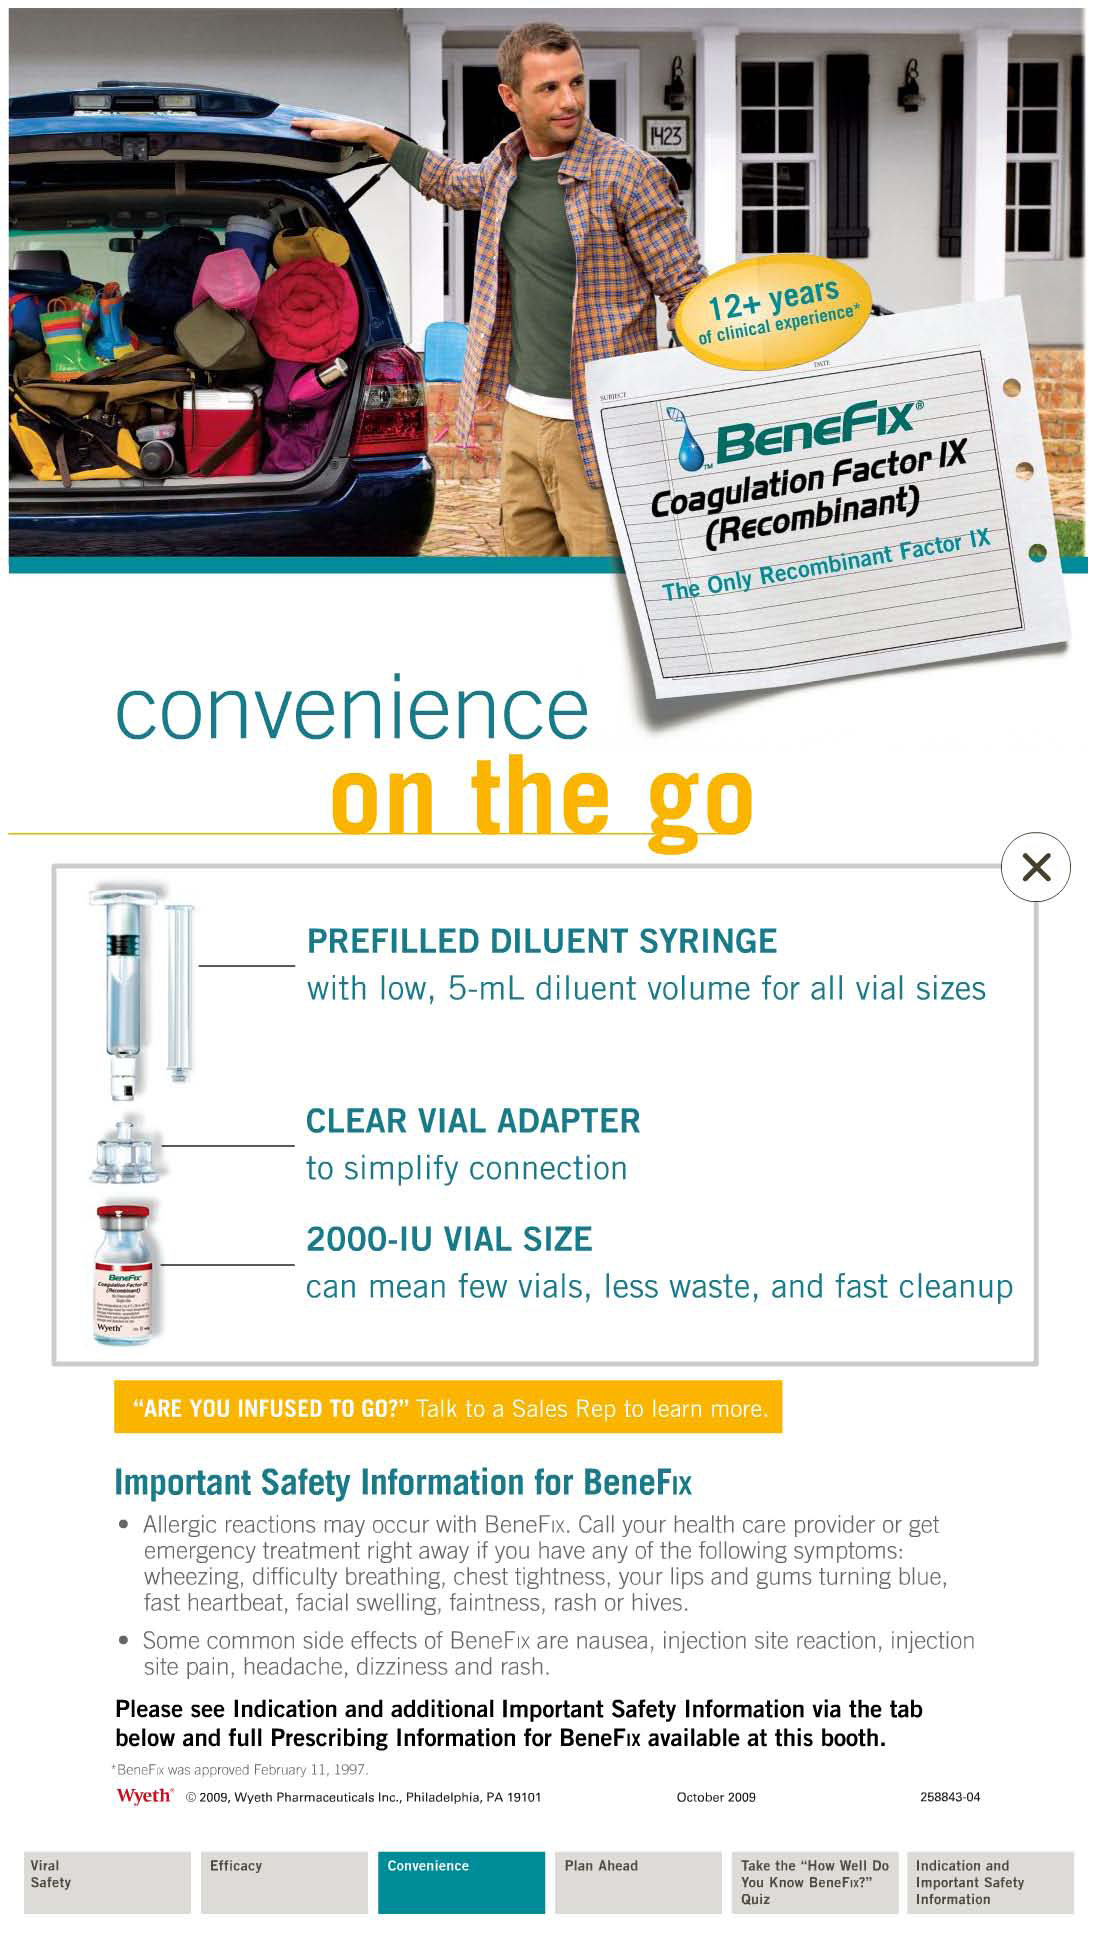 1423
12+ years
of clinical experience*
SUBJECT
DATE
BeneFix®
™
Coagulation Factor IX
(Recombinant)
The Only Recombinant Factor IX
convenience
on the go
PREFILLED DILUENT SYRINGE
with low, 5-mL diluent volume for all vial sizes
CLEAR VIAL ADAPTER
to simplify connection
2000-IU VIAL SIZE
can mean few vials, less waste, and fast cleanup
BeneFix
Coagulation Factor IX
(Recombinant)
Wyeth®
“ARE YOU INFUSED TO GO?” Talk to a Sales Rep to learn more.
Important Safety Information for BeneFix
• Allergic reactions may occur with BeneFix. Call your health care provider or get
emergency treatment right away if you have any of the following symptoms:
wheezing, difficulty breathing, chest tightness, your lips and gums turning blue,
fast heartbeat, facial swelling, faintness, rash or hives.
• Some common side effects of BeneFix are nausea, injection site reaction, injection
site pain, headache, dizziness and rash.
Please see Indication and additional Important Safety Information via the tab
below and full Prescribing Information for BeneFix available at this booth.
*BeneFix was approved February 11, 1997.
Wyeth® © 2009, Wyeth Pharmaceuticals Inc., Philadelphia, PA 19101 October 2009 258843-04
Viral
Safety
Efficacy
Convenience
Plan Ahead
Take the “How Well Do
You Know BeneFix?”
Quiz
Indication and
Important Safety
Information